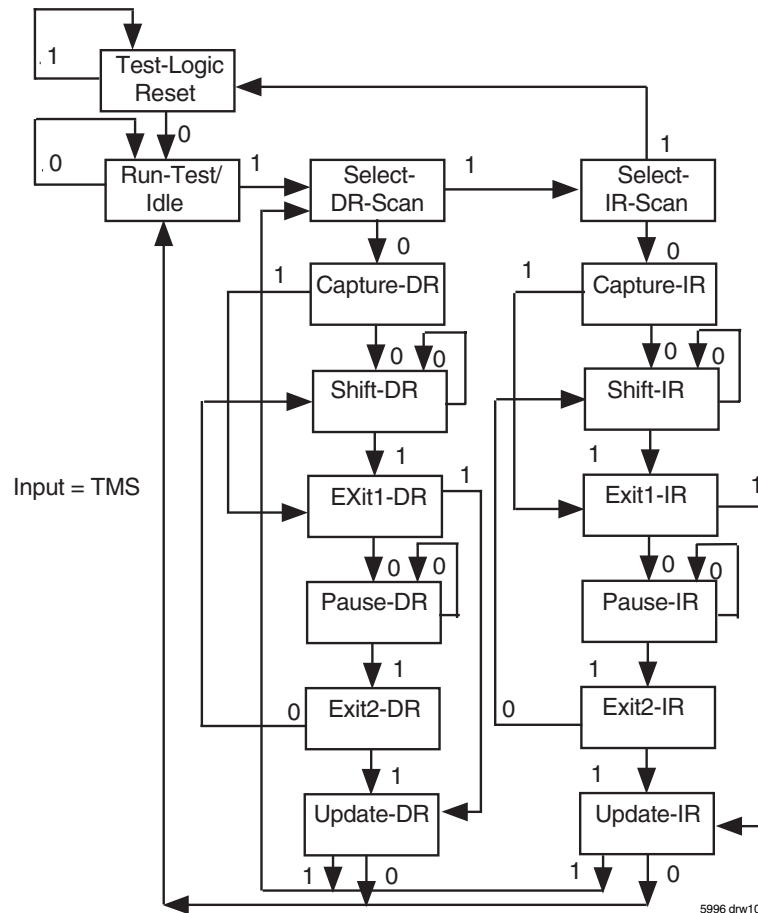 .1
Test-Logic
Reset
0
1
.0
Run-Test/
Idle
1
Select-
DR-Scan
1
Select-
IR-Scan
0
0
1
Capture-DR
1
Capture-IR
0
0
0
0
Shift-DR
Shift-IR
1
1
Input = TMS
EXit1-DR
1
Exit1-IR
1
0
0
0
0
Pause-DR
Pause-IR
1
1
0
Exit2-DR
0
Exit2-IR
1
1
Update-DR
Update-IR
1
0
1
0
5996 drw10